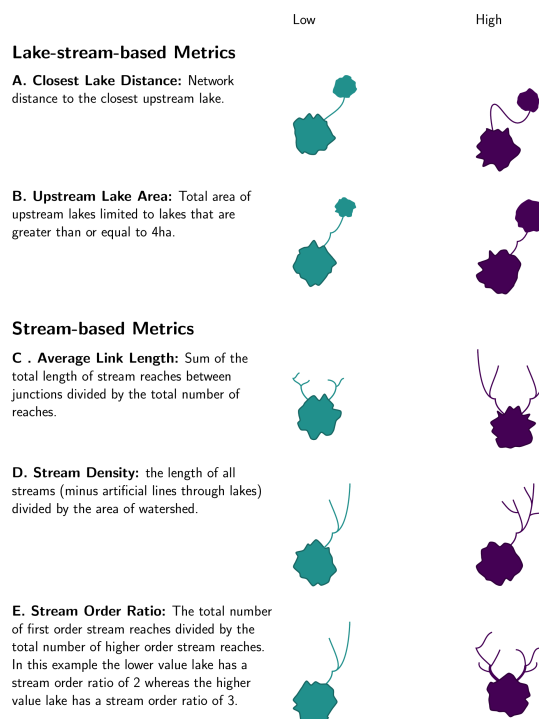 Low
High
Lake-stream-based Metrics
A. Closest Lake Distance: Network
distance to the closest upstream lake.
B. Upstream Lake Area: Total area of
upstream lakes limited to lakes that are
greater than or equal to 4ha.
Stream-based Metrics
C . Average Link Length: Sum of the
total length of stream reaches between
junctions divided by the total number of
reaches.
D. Stream Density: the length of all
streams (minus artificial lines through lakes)
divided by the area of watershed.
E. Stream Order Ratio: The total number
of first order stream reaches divided by the
total number of higher order stream reaches.
In this example the lower value lake has a
stream order ratio of 2 whereas the higher
value lake has a stream order ratio of 3.